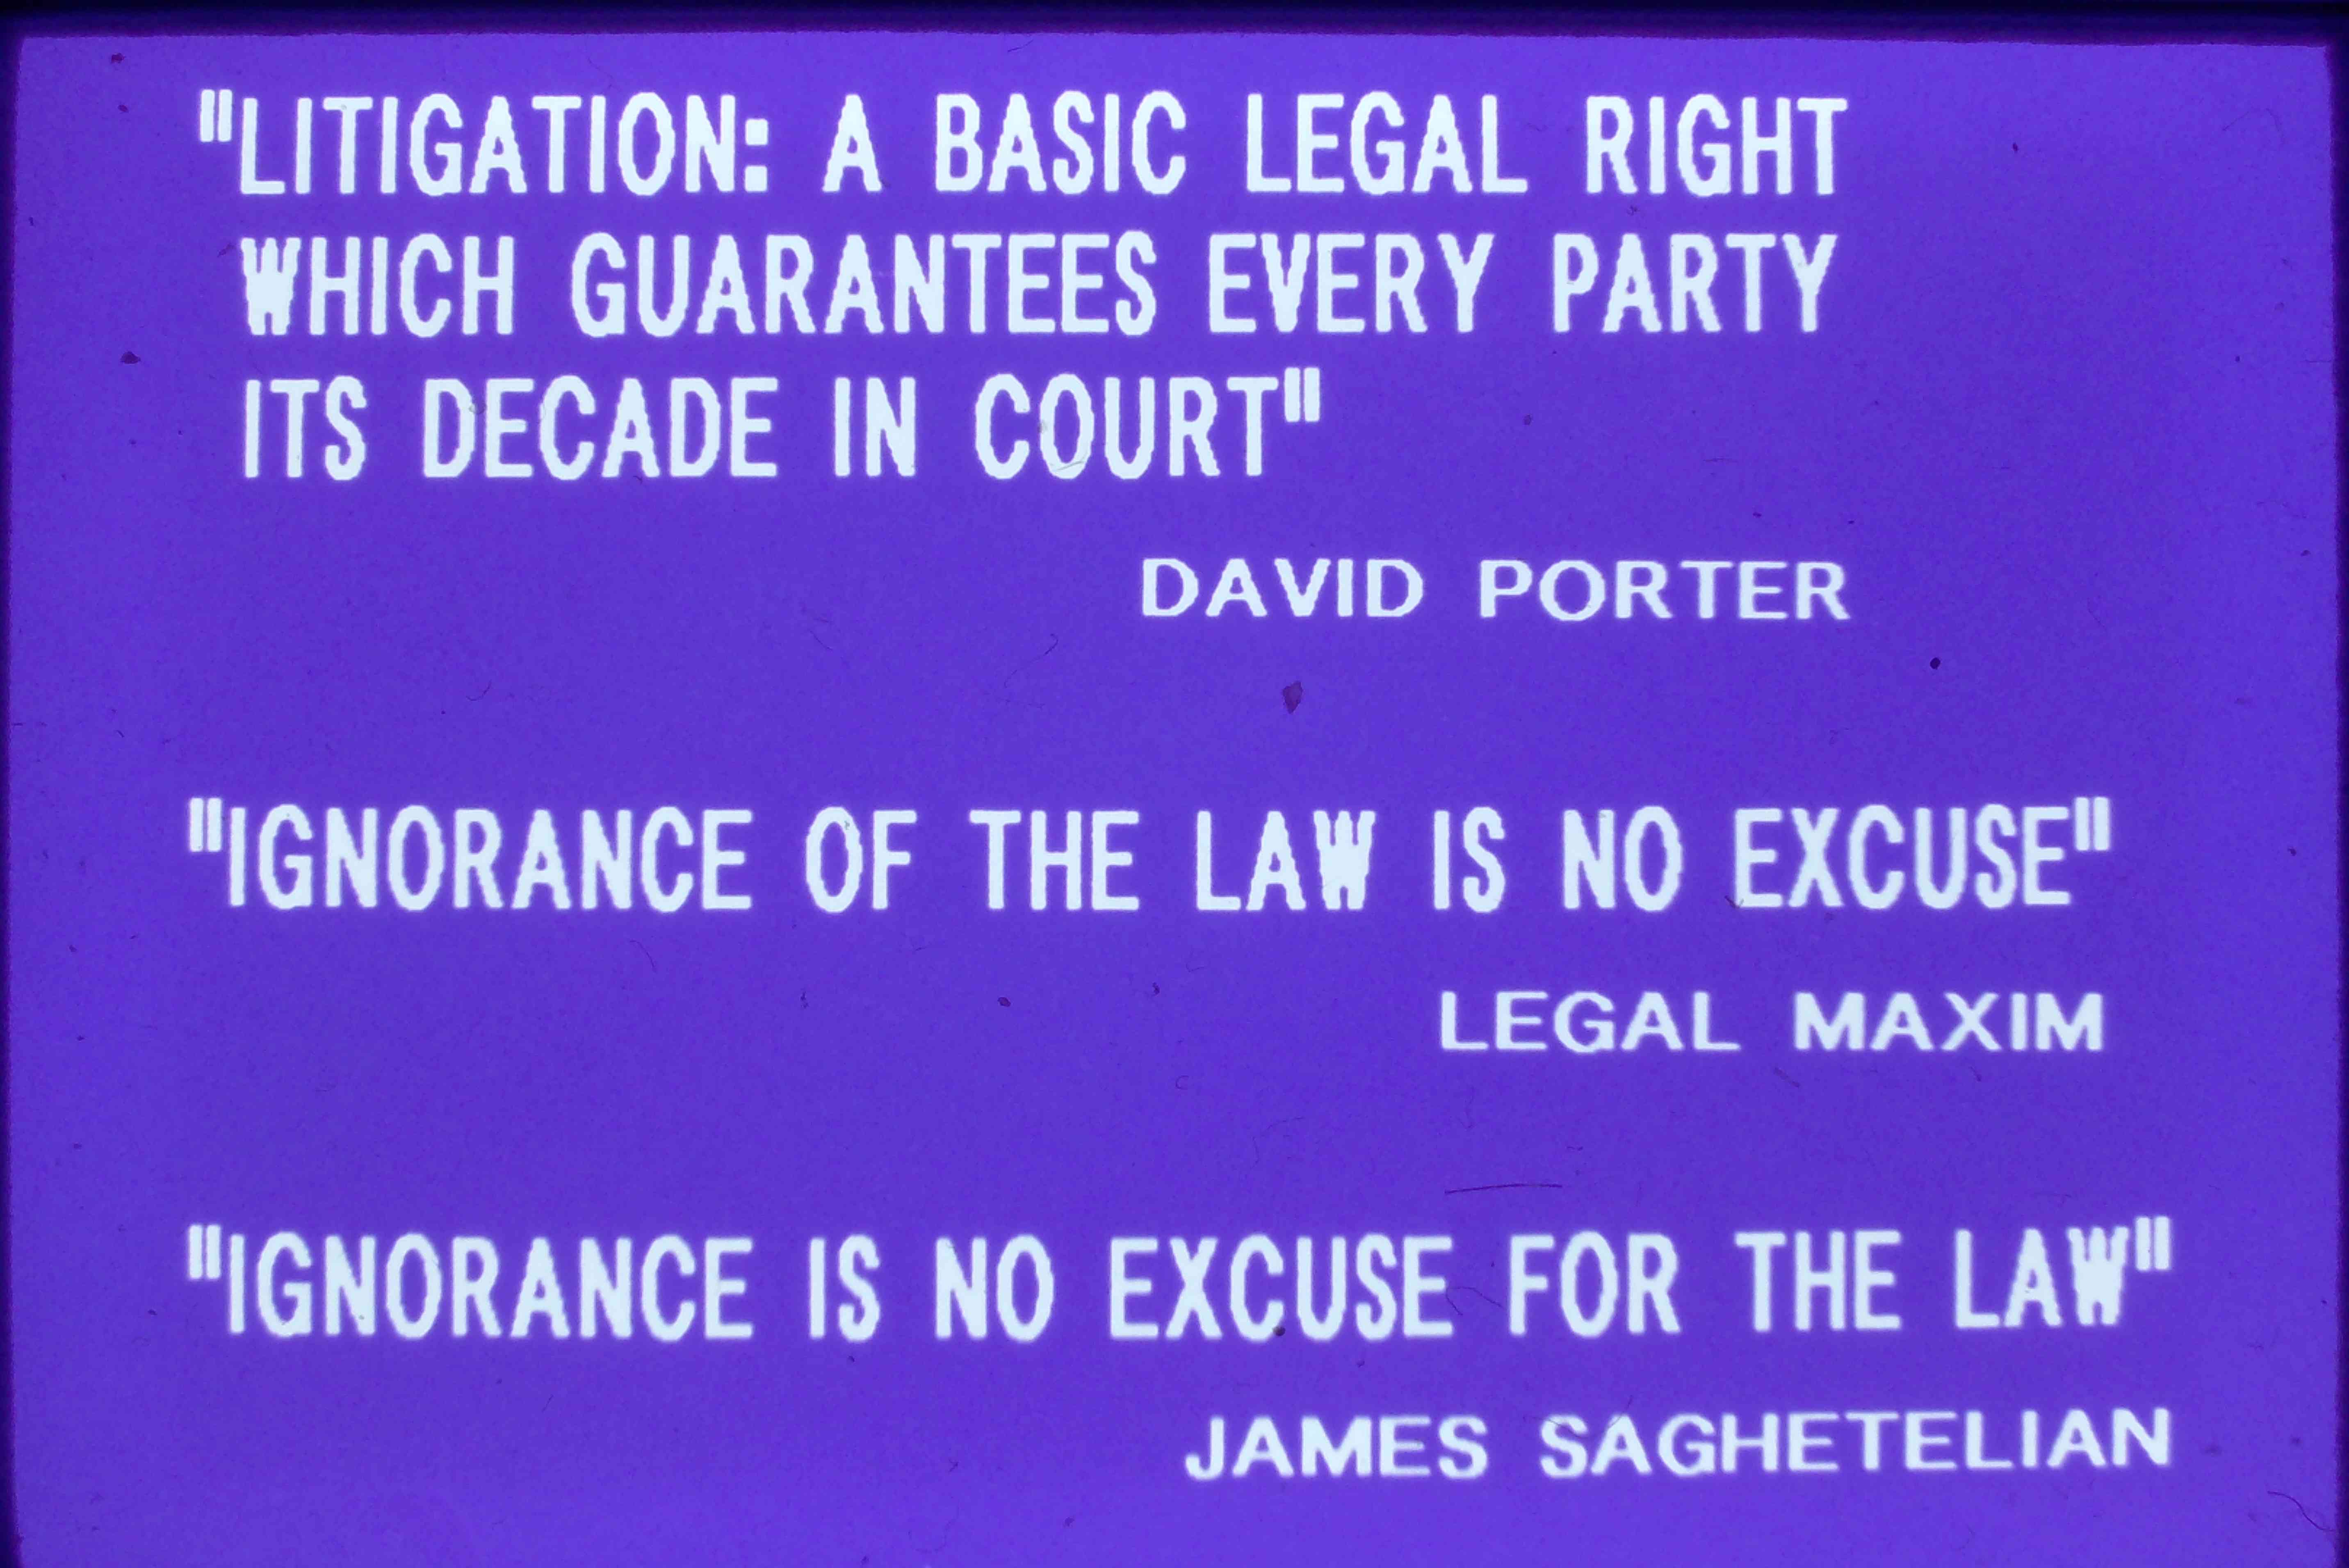 "LITIGATION: A BASIC LEGAL RIGHT
WHICH GUARANTEES EVERY PARTY
ITS DECADE IN COURT"
DAVID PORTER
"IGNORANCE OF THE LAW IS NO EXCUSE"
LEGAL MAXIM
"IGNORANCE IS NO EXCUSE FOR THE LAW"
JAMES SAGHETELIAN